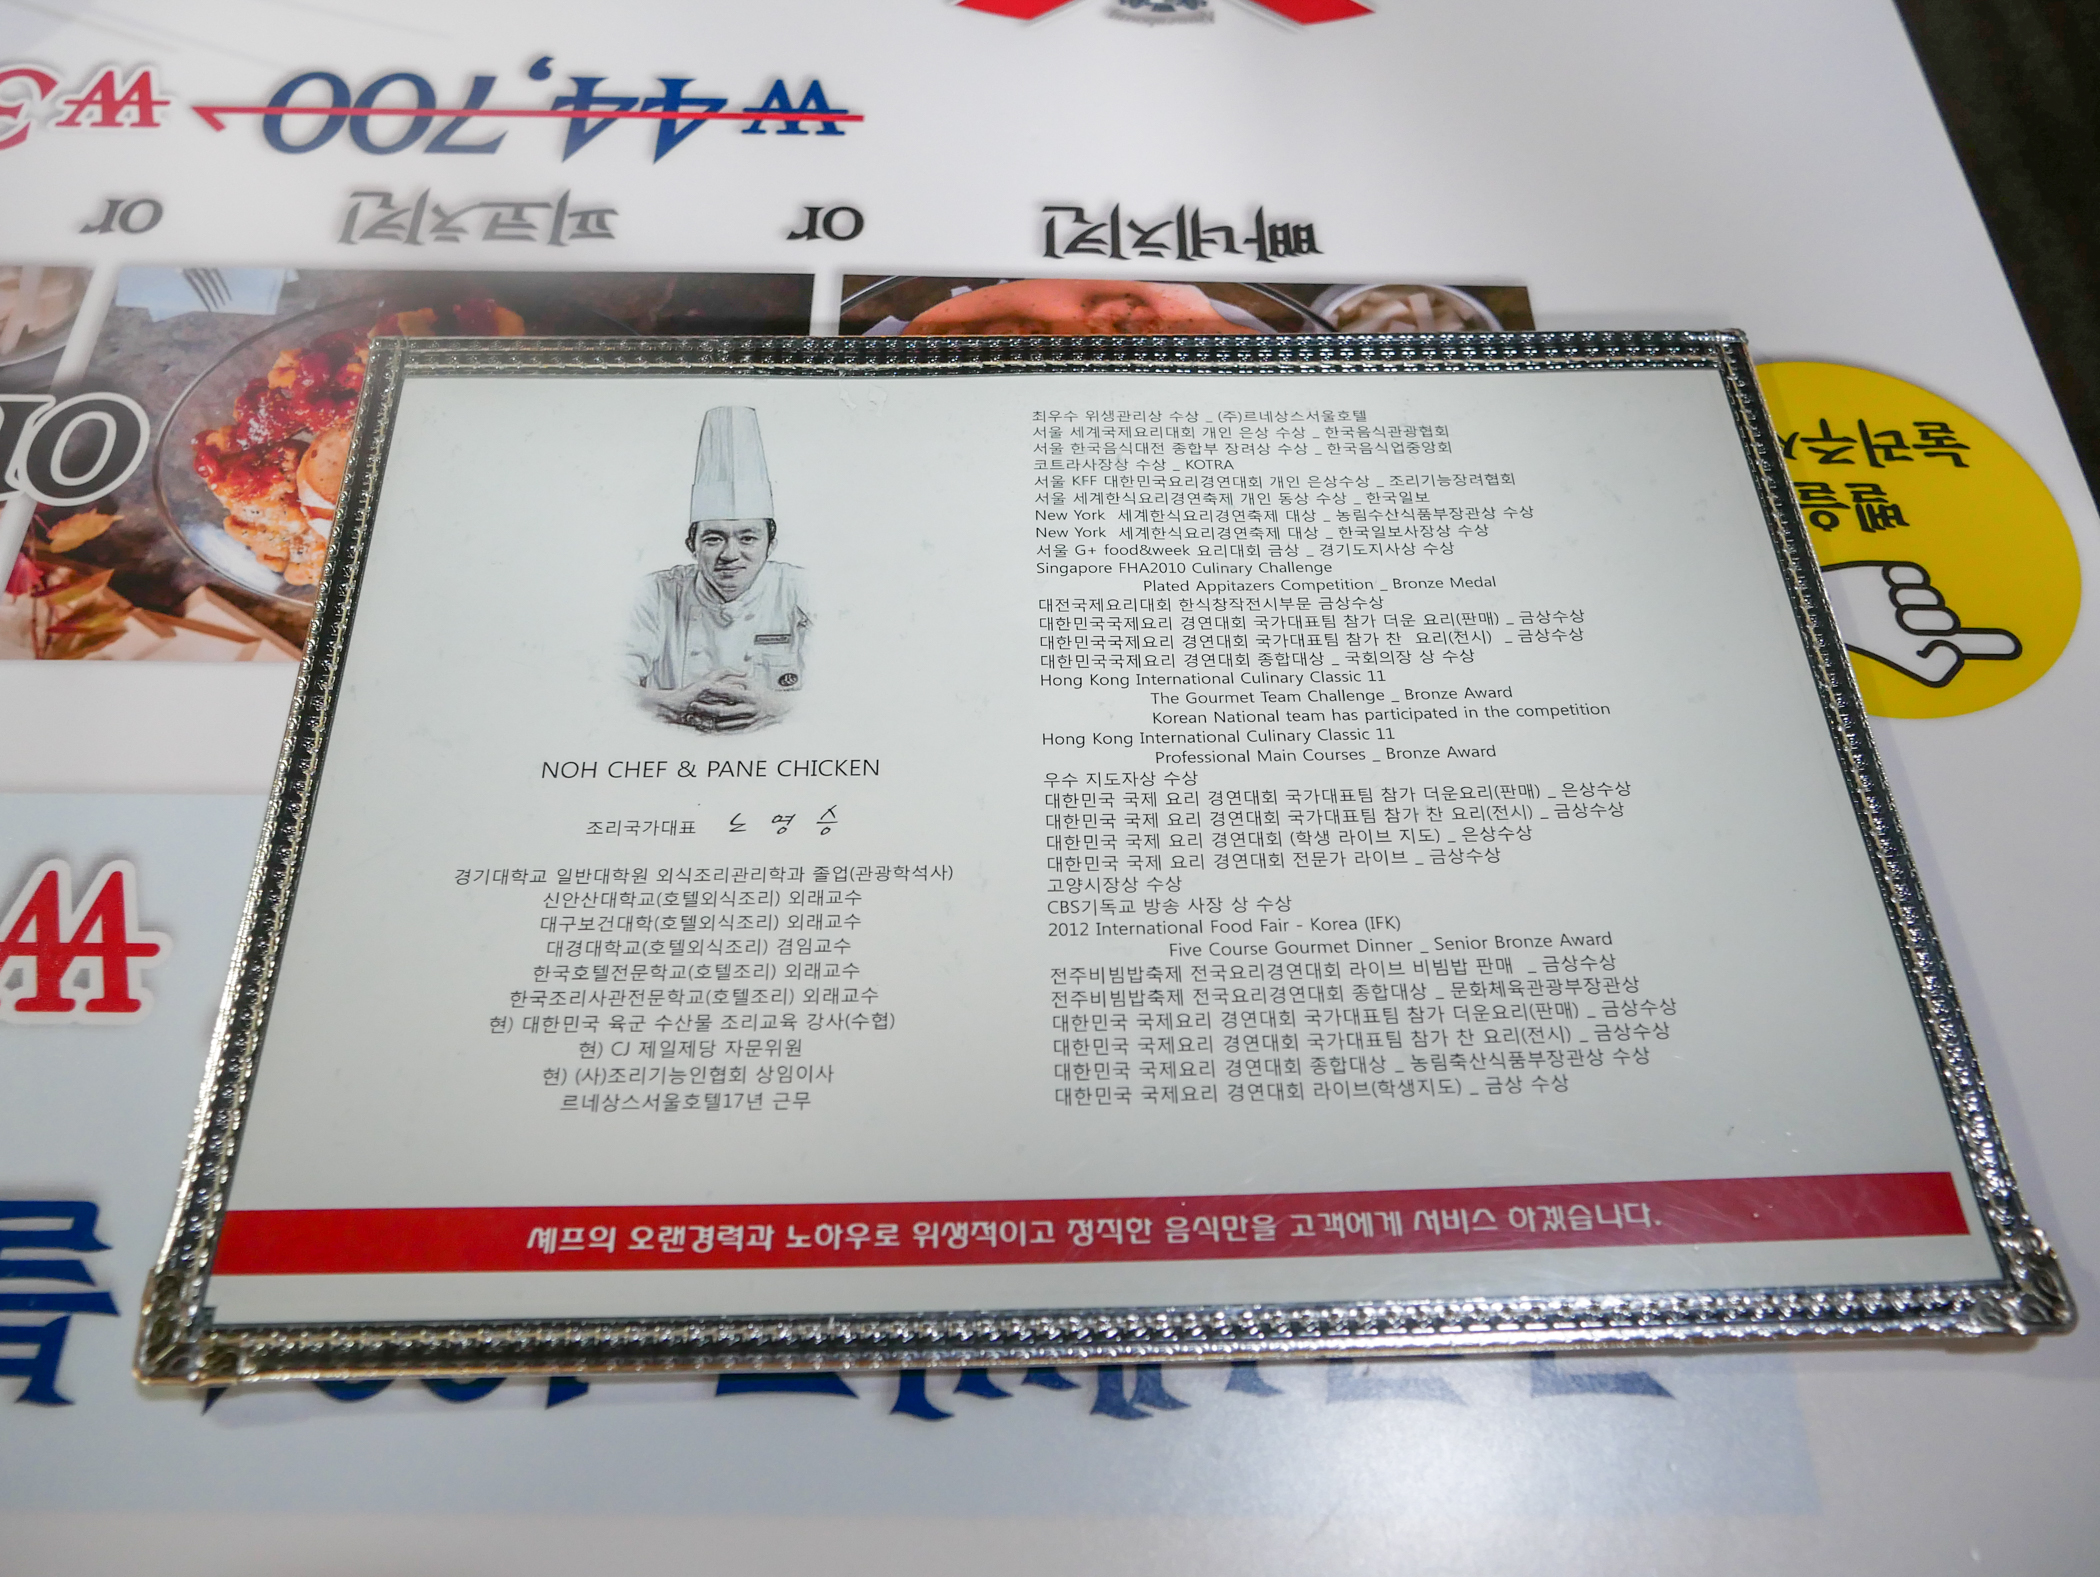 ₩44,700
₩3
빠네치킨 or 피코치킨 or
or
눌러주세
벨을
₩
NOH CHEF & PANE CHICKEN
조리국가대표 노영승
경기대학교 일반대학원 외식조리관리학과 졸업(관광학석사)
신안산대학교(호텔외식조리) 외래교수
대구보건대학(호텔외식조리) 외래교수
대경대학교(호텔외식조리) 겸임교수
한국호텔전문학교(호텔조리) 외래교수
한국조리사관전문학교(호텔조리) 외래교수
현) 대한민국 육군 수산물 조리교육 강사(수협)
현) CJ 제일제당 자문위원
현) (사)조리기능인협회 상임이사
르네상스서울호텔17년 근무
최우수 위생관리상 수상 _ (주)르네상스서울호텔
서울 세계국제요리대회 개인 은상 수상 _ 한국음식관광협회
서울 한국음식대전 종합부 장려상 수상 _ 한국음식업중앙회
코트라사장상 수상 _ KOTRA
서울 KFF 대한민국요리경연대회 개인 은상수상 _ 조리기능장려협회
서울 세계한식요리경연축제 개인 동상 수상 _ 한국일보
New York 세계한식요리경연축제 대상 _ 농림수산식품부장관상 수상
New York 세계한식요리경연축제 대상 _ 한국일보사장상 수상
서울 G+ food&week 요리대회 금상 _ 경기도지사상 수상
Singapore FHA2010 Culinary Challenge
Plated Appitazers Competition _ Bronze Medal
대전국제요리대회 한식창작전시부문 금상수상
대한민국국제요리 경연대회 국가대표팀 참가 더운 요리(판매) _ 금상수상
대한민국국제요리 경연대회 국가대표팀 참가 찬 요리(전시) _ 금상수상
대한민국국제요리 경연대회 종합대상 _ 국회의장 상 수상
Hong Kong International Culinary Classic 11
The Gourmet Team Challenge _ Bronze Award
Korean National team has participated in the competition
Hong Kong International Culinary Classic 11
Professional Main Courses _ Bronze Award
우수 지도자상 수상
대한민국 국제 요리 경연대회 국가대표팀 참가 더운요리(판매) _ 은상수상
대한민국 국제 요리 경연대회 국가대표팀 참가 찬 요리(전시) _ 금상수상
대한민국 국제 요리 경연대회 (학생 라이브 지도) _ 은상수상
대한민국 국제 요리 경연대회 전문가 라이브 _ 금상수상
고양시장상 수상
CBS기독교 방송 사장 상 수상
2012 International Food Fair - Korea (IFK)
Five Course Gourmet Dinner _ Senior Bronze Award
전주비빔밥축제 전국요리경연대회 라이브 비빔밥 판매 _ 금상수상
전주비빔밥축제 전국요리경연대회 종합대상 _ 문화체육관광부장관상
대한민국 국제요리 경연대회 국가대표팀 참가 더운요리(판매) _ 금상수상
대한민국 국제요리 경연대회 국가대표팀 참가 찬 요리(전시) _ 금상수상
대한민국 국제요리 경연대회 종합대상 _ 농림축산식품부장관상 수상
대한민국 국제요리 경연대회 라이브(학생지도) _ 금상 수상
셰프의 오랜경력과 노하우로 위생적이고 정직한 음식만을 고객에게 서비스 하겠습니다.